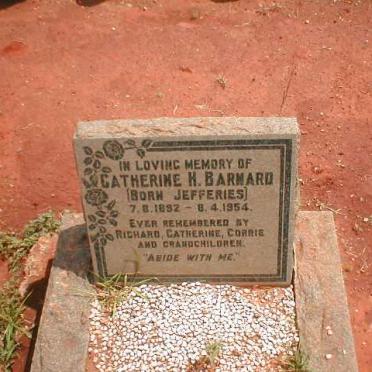 IN LOVING MEMORY OF
CATHERINE H. BARNARD
(BORN JEFFERIES)
7.8.1892 - 8.4.1954.
EVER REMEMBERED BY
RICHARD, CATHERINE, CORRIE
AND GRANDCHILDREN.
"ABIDE WITH ME."